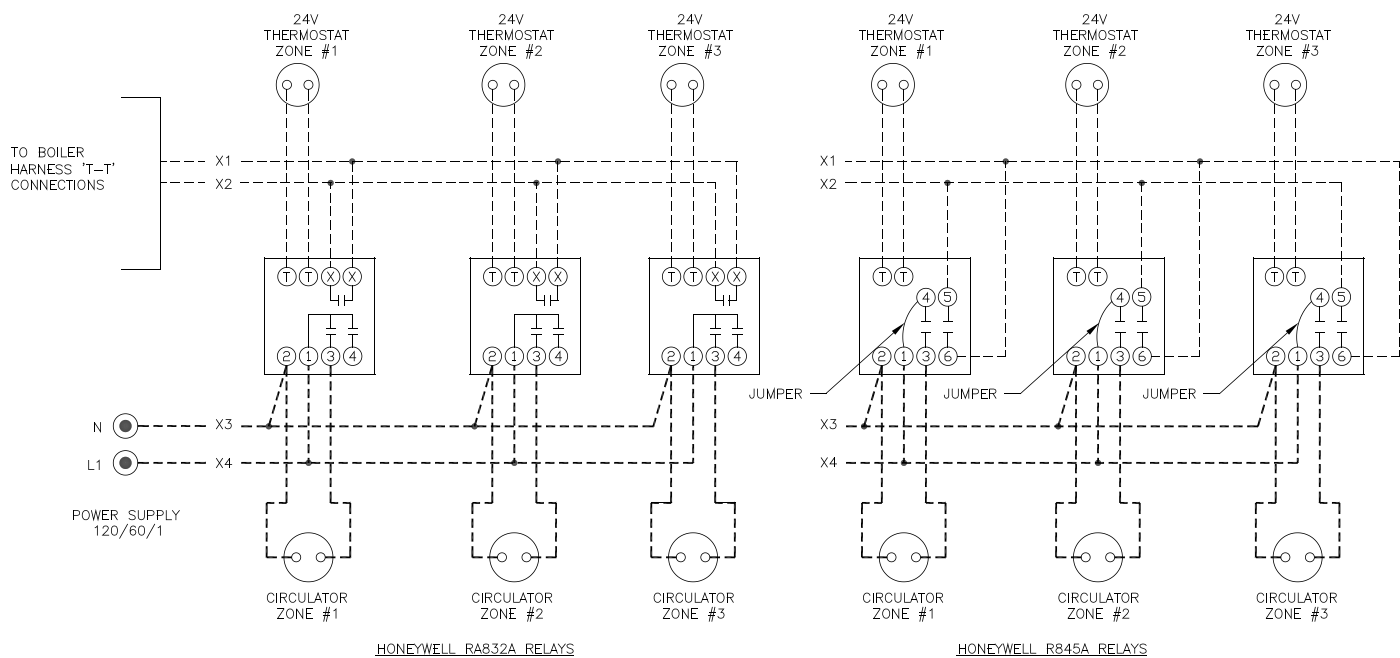 24V
THERMOSTAT
ZONE #1
24V
THERMOSTAT
ZONE #2
24V
THERMOSTAT
ZONE #3
24V
THERMOSTAT
ZONE #1
24V
THERMOSTAT
ZONE #2
24V
THERMOSTAT
ZONE #3
TO BOILER
HARNESS 'T-T'
CONNECTIONS
X1
X2
X1
X2
T T X X
T T X X
T T X X
T T
T T
T T
4 5
4 5
4 5
2 1 3 4
2 1 3 4
2 1 3 4
2 1 3 6
2 1 3 6
2 1 3 6
JUMPER
JUMPER
JUMPER
N
X3
X3
L1
X4
X4
POWER SUPPLY
120/60/1
CIRCULATOR
ZONE #1
CIRCULATOR
ZONE #2
CIRCULATOR
ZONE #3
CIRCULATOR
ZONE #1
CIRCULATOR
ZONE #2
CIRCULATOR
ZONE #3
HONEYWELL RA832A RELAYS
HONEYWELL R845A RELAYS